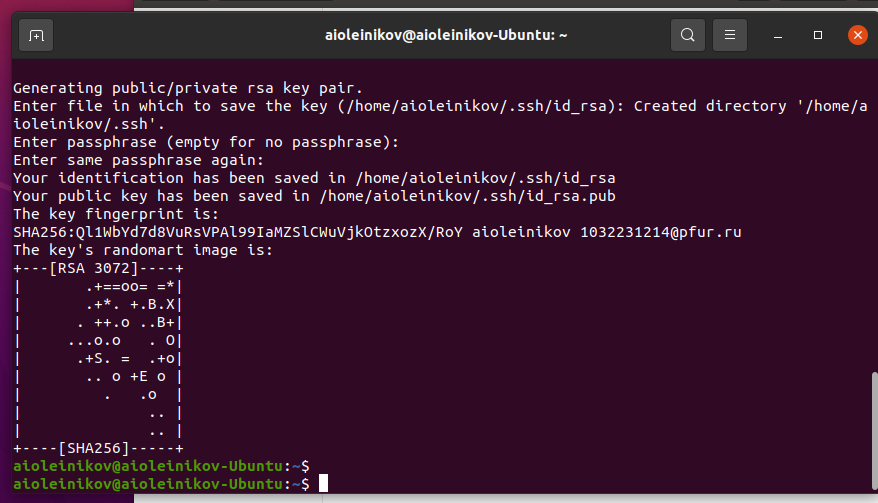 aioleinikov@aioleinikov-Ubuntu: ~
Generating public/private rsa key pair.
Enter file in which to save the key (/home/aioleinikov/.ssh/id_rsa): Created directory '/home/a
ioleinikov/.ssh'.
Enter passphrase (empty for no passphrase):
Enter same passphrase again:
Your identification has been saved in /home/aioleinikov/.ssh/id_rsa
Your public key has been saved in /home/aioleinikov/.ssh/id_rsa.pub
The key fingerprint is:
SHA256:Ql1WbYd7d8VuRsVPAl99IaMZSlCWuVjkOtzxozX/RoY aioleinikov 1032231214@pfur.ru
The key's randomart image is:
+---[RSA 3072]----+
|       .+==oo= =*|
|       .+*. +.B.X|
|      . ++.o ..B+|
|     ...o.o   . O|
|      .+S. =  .+o|
|       .. o +E o |
|         .   .o  |
|              .. |
|              .. |
+----[SHA256]-----+
aioleinikov@aioleinikov-Ubuntu:~$
aioleinikov@aioleinikov-Ubuntu:~$